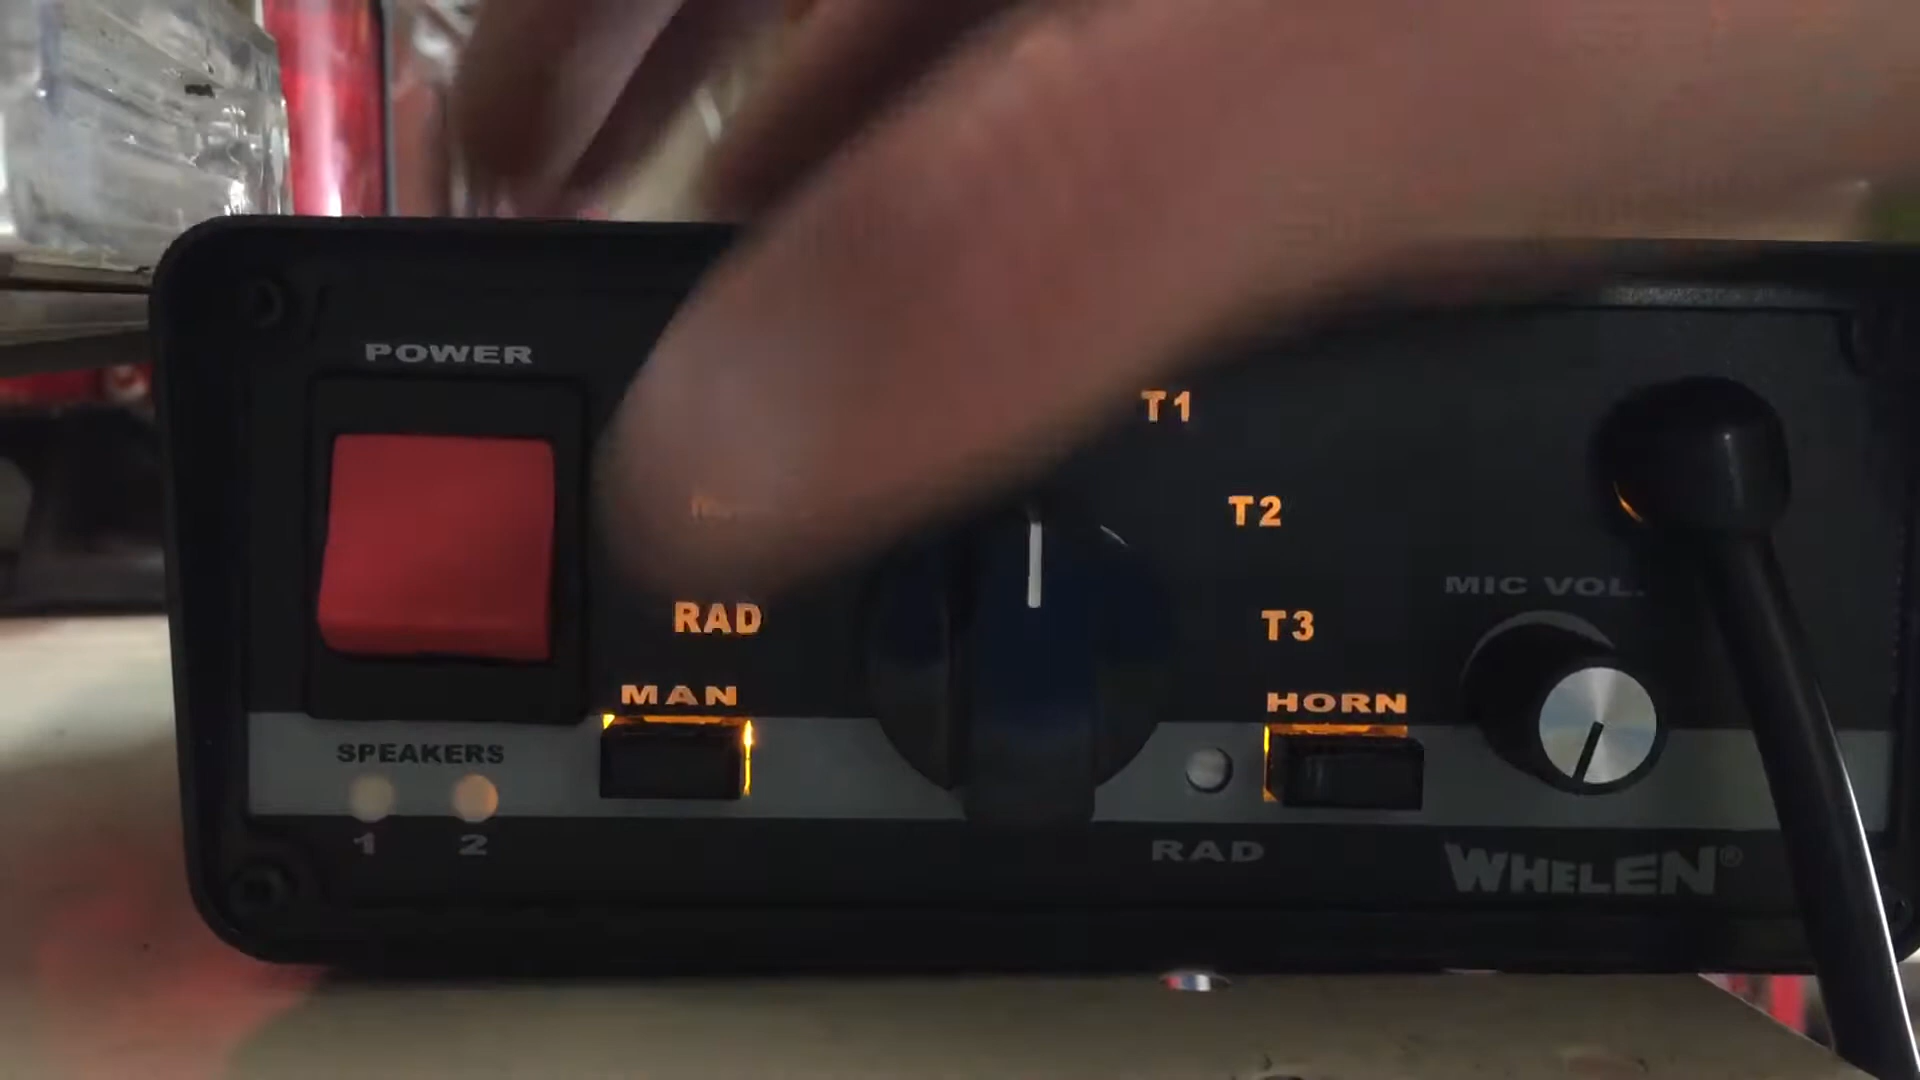 POWER
T1
T2
RAD
T3
MIC VOL.
MAN
HORN
SPEAKERS
1 2
RAD
WHELEN®